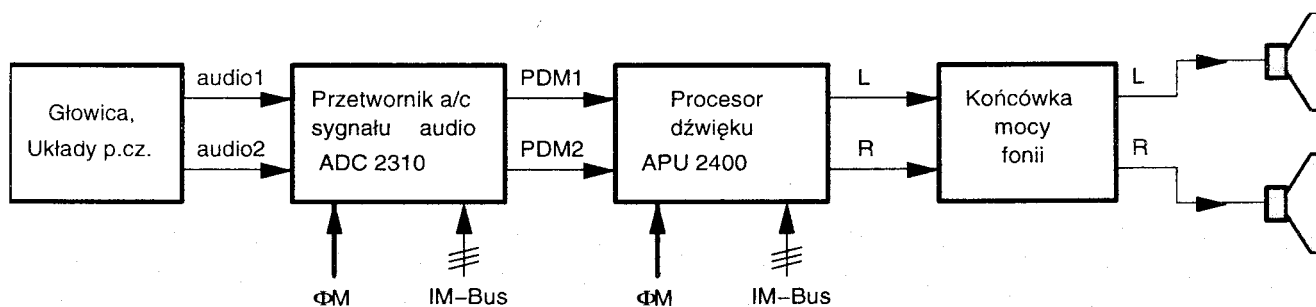 Głowica,
Układy p.cz.
audio1
audio2
Przetwornik a/c
sygnału audio
ADC 2310
PDM1
PDM2
Procesor
dźwięku
APU 2400
L
R
Końcówka
mocy
fonii
L
R
ΦM
IM-Bus
ΦM
IM-Bus